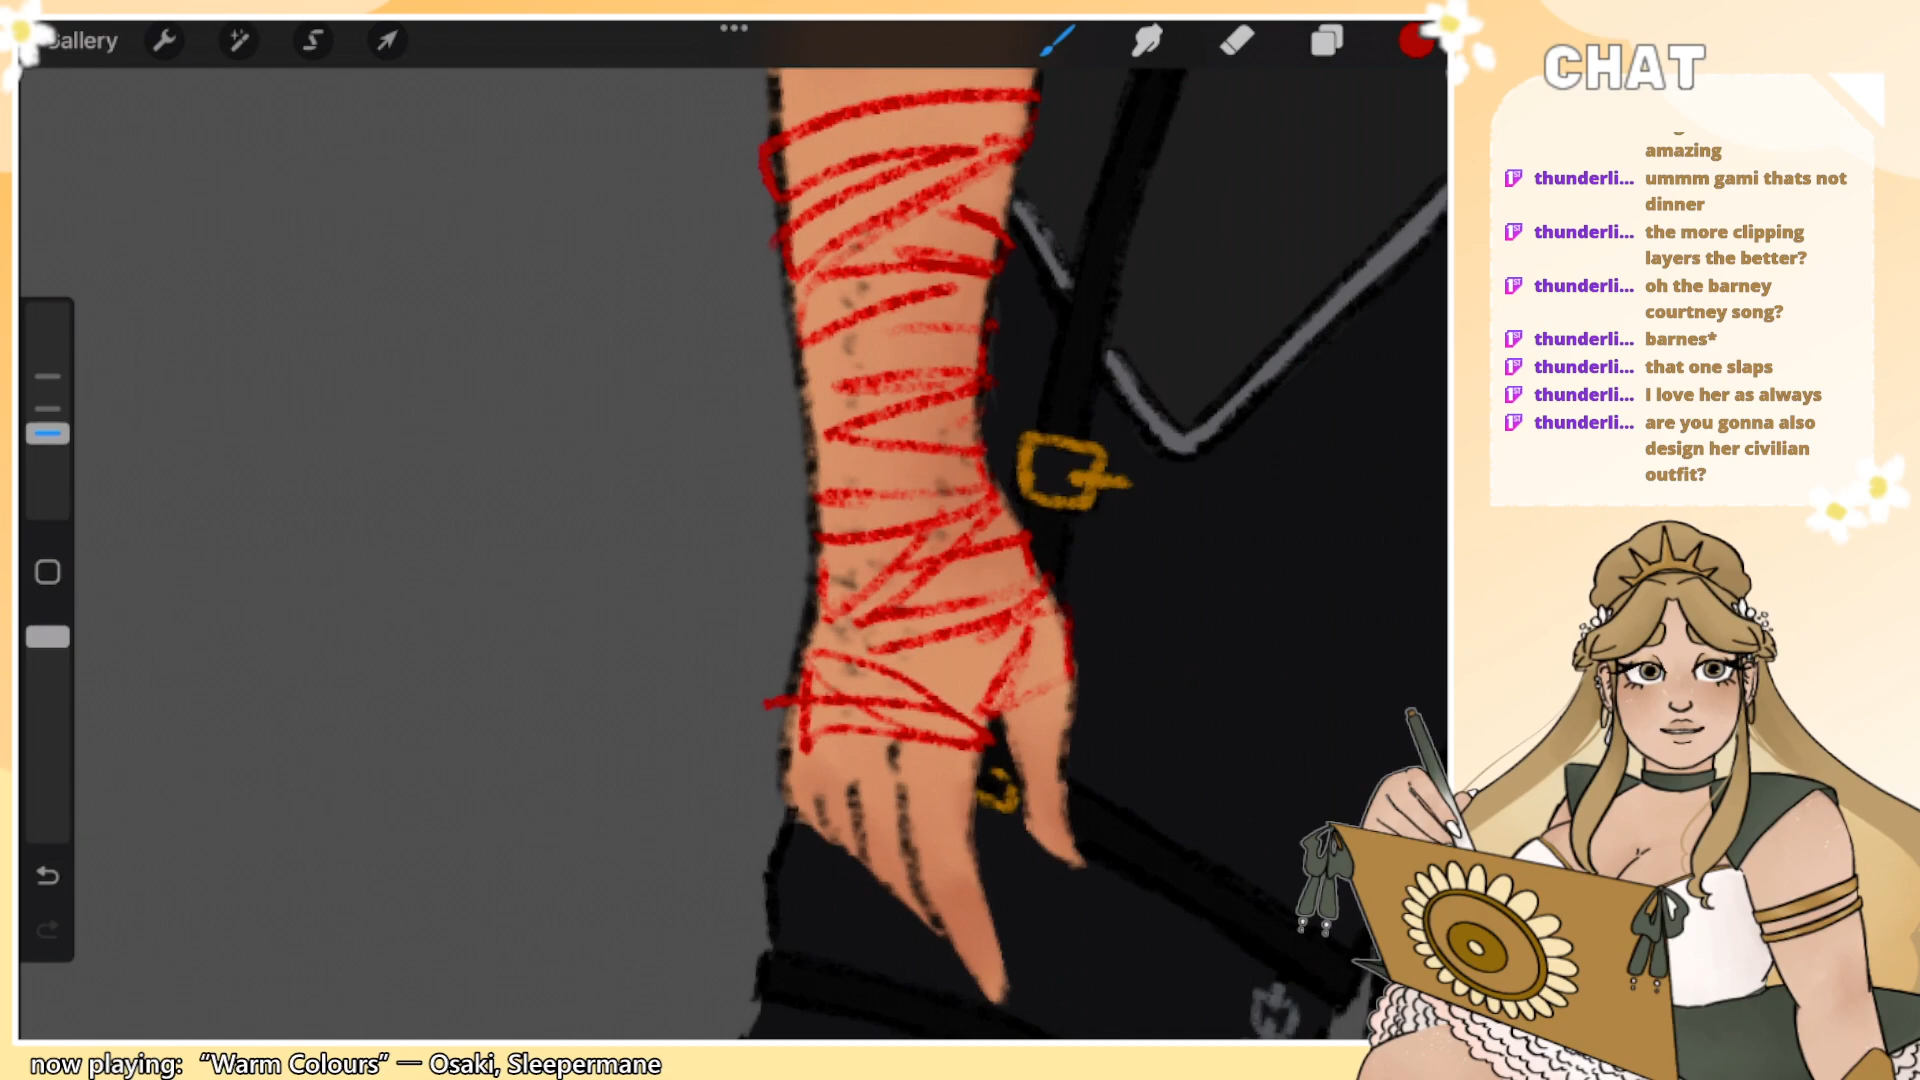 Gallery
CHAT
amazing
thunderli... ummm gami thats not
dinner
thunderli... the more clipping
layers the better?
thunderli... oh the barney
courtney song?
thunderli... barnes*
thunderli... that one slaps
thunderli... I love her as always
thunderli... are you gonna also
design her civilian
outfit?
now playing: “Warm Colours” — Osaki, Sleepermane